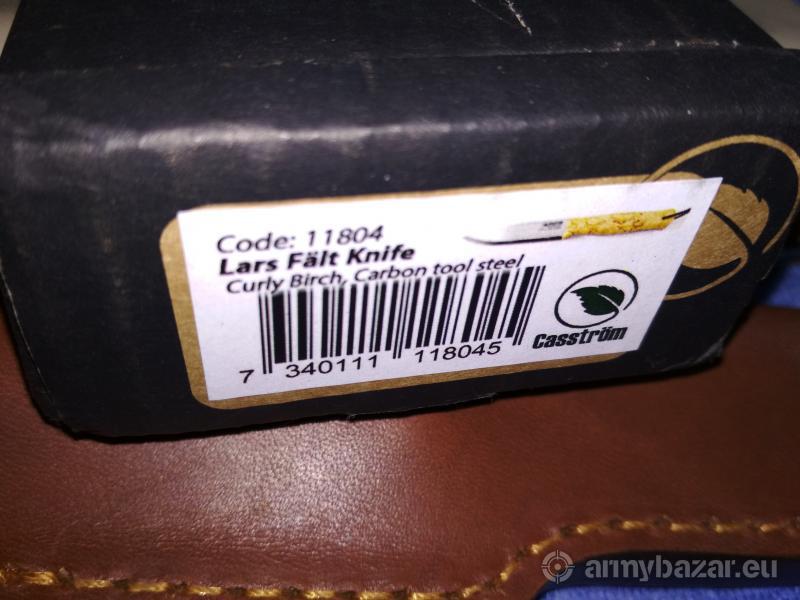 Code: 11804
Lars Fält Knife
Curly Birch, Carbon tool steel
7 340111 118045
Casström
armybazar.eu